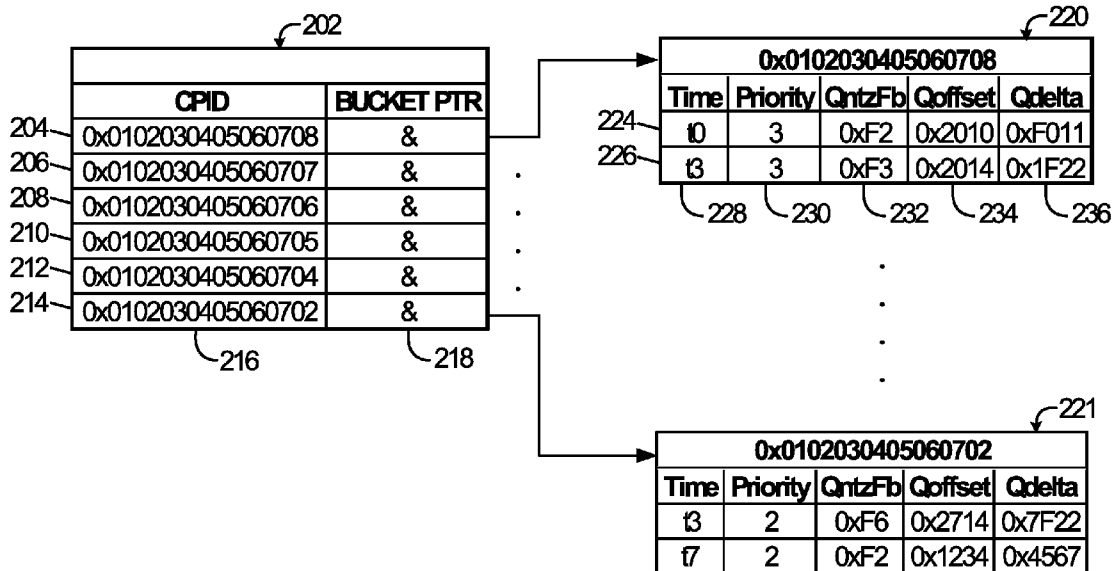 202
CPID BUCKET PTR
204 0x0102030405060708 &
206 0x0102030405060707 &
208 0x0102030405060706 &
210 0x0102030405060705 &
212 0x0102030405060704 &
214 0x0102030405060702 &
216 218
220
0x0102030405060708
Time Priority QntzFb Qoffset Qdelta
224 t0 3 0xF2 0x2010 0xF011
226 t3 3 0xF3 0x2014 0x1F22
228 230 232 234 236
221
0x0102030405060702
Time Priority QntzFb Qoffset Qdelta
t3 2 0xF6 0x2714 0x7F22
t7 2 0xF2 0x1234 0x4567